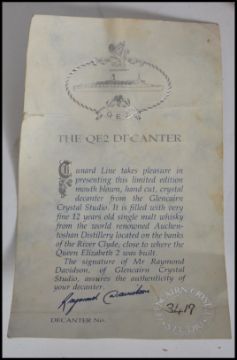 QE2
THE QE2 DECANTER
Cunard Line takes pleasure in
presenting this limited edition
mouth blown, hand cut, crystal
decanter from the Glencairn
Crystal Studio. It is filled with very
fine 12 years old single malt whisky
from the world renowned Auchen-
toshan Distillery located on the banks
of the River Clyde, close to where the
Queen Elizabeth 2 was built.
The signature of Mr Raymond
Davidson, of Glencairn Crystal
Studio, assures the authenticity of
your decanter.
Raymond Davidson
3419
DECANTER No.